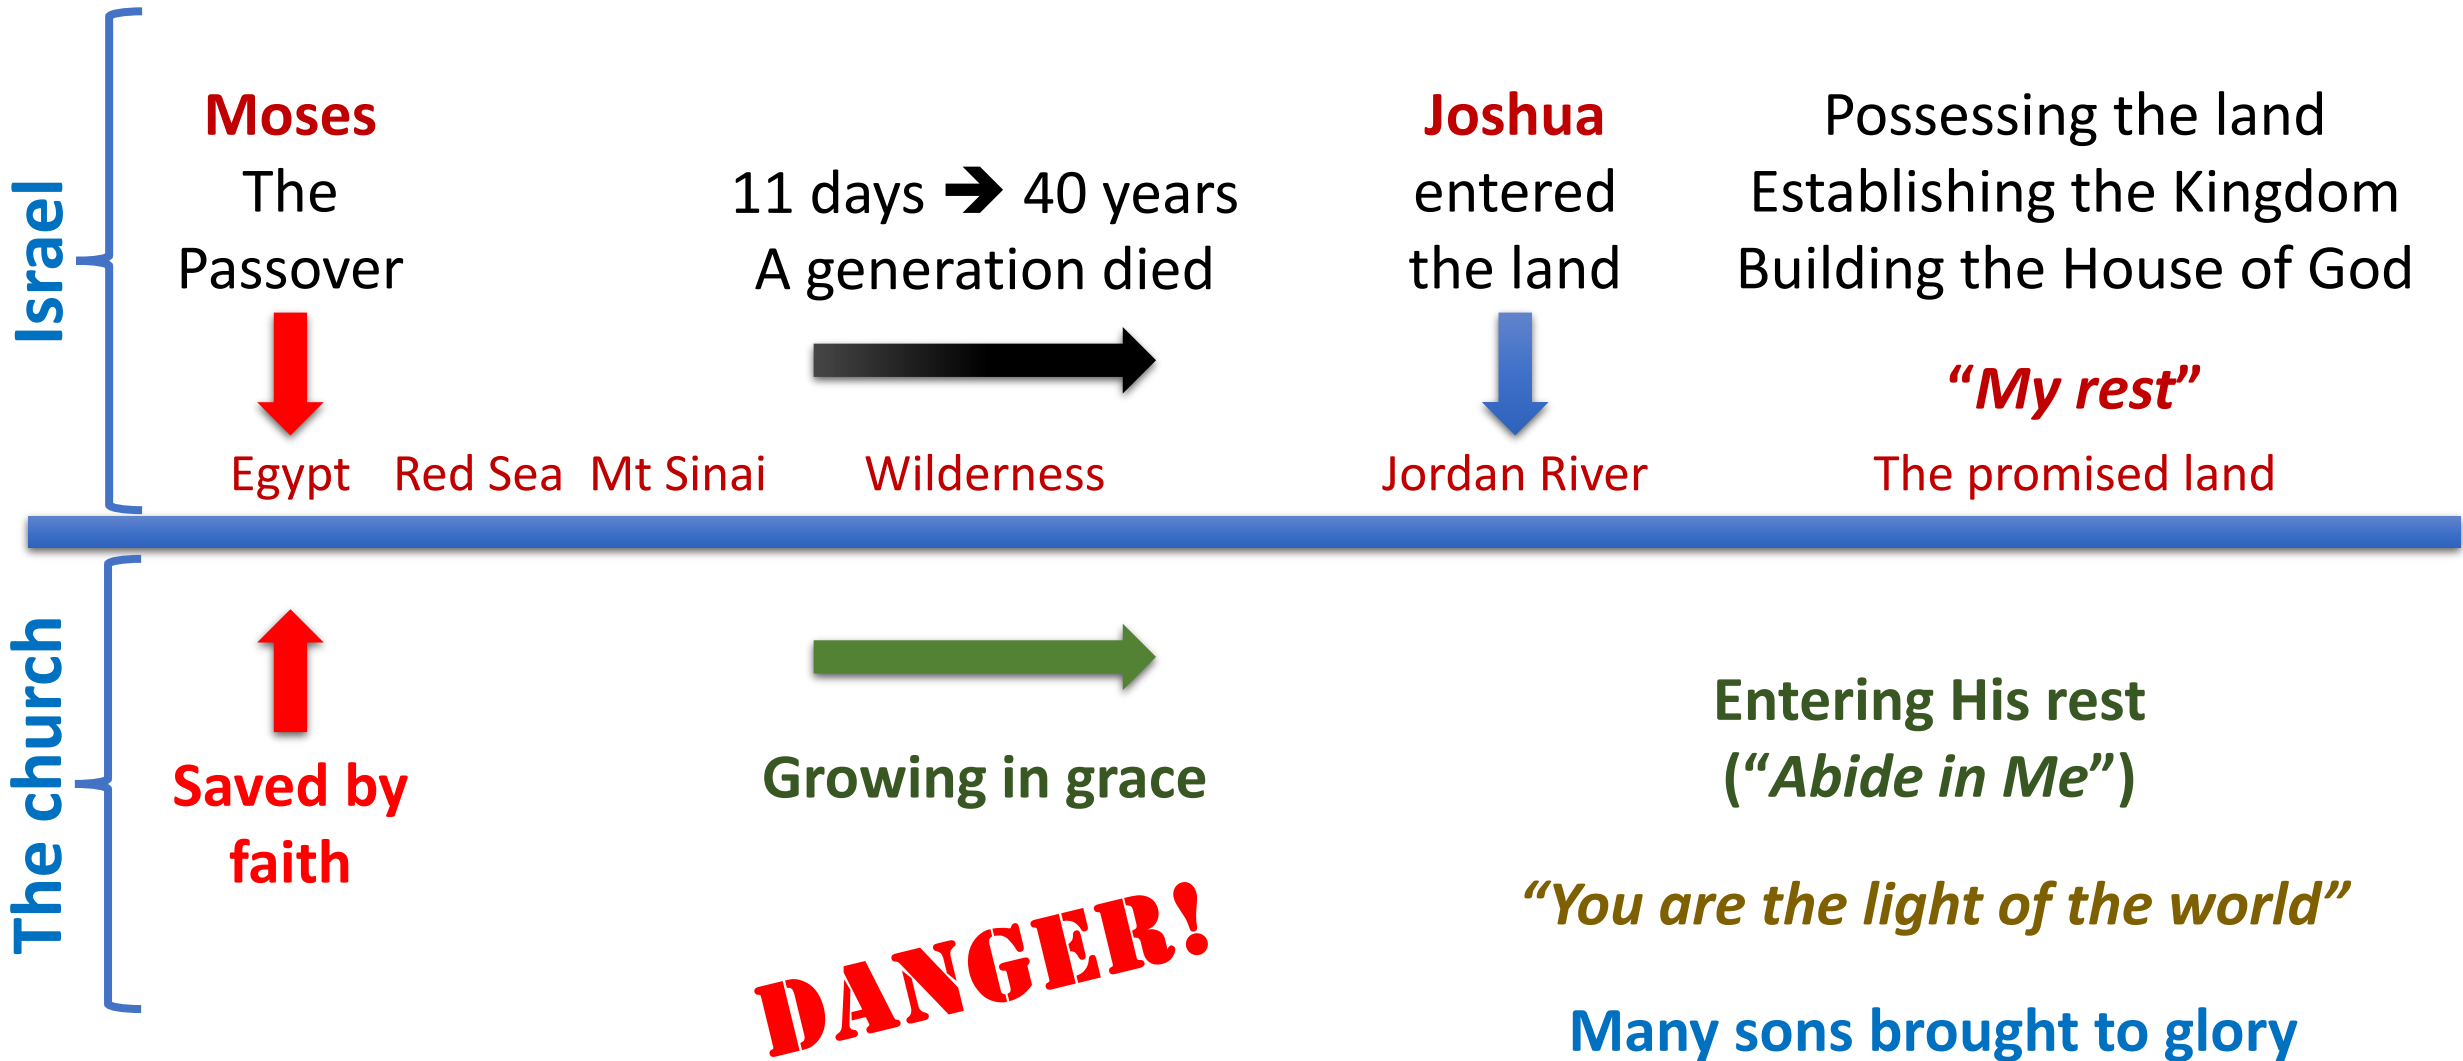 Israel
Moses
The
Passover
11 days ➔ 40 years
A generation died
Joshua
entered
the land
Possessing the land
Establishing the Kingdom
Building the House of God
“My rest”
Egypt
Red Sea
Mt Sinai
Wilderness
Jordan River
The promised land
The church
Saved by
faith
Growing in grace
DANGER!
Entering His rest
(“Abide in Me”)
“You are the light of the world”
Many sons brought to glory